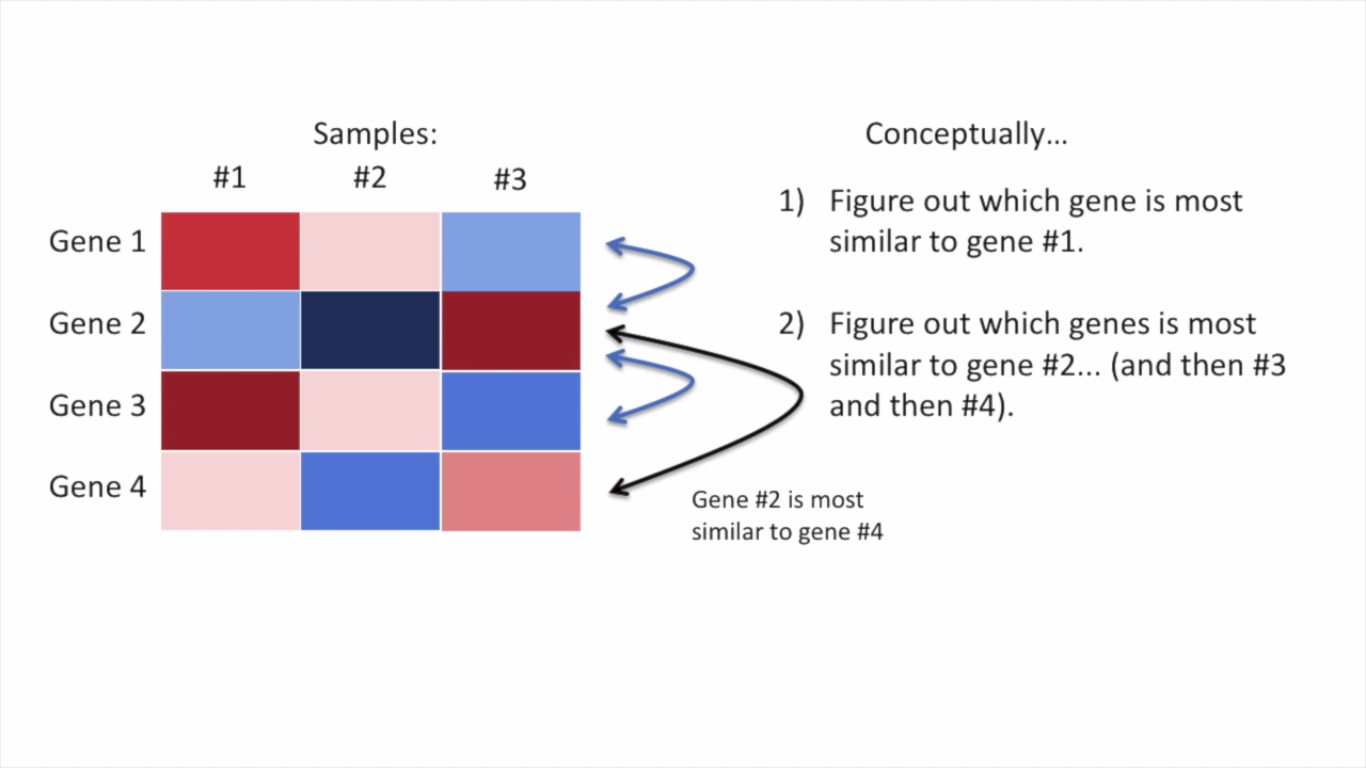 Samples:
#1 #2 #3
Gene 1
Gene 2
Gene 3
Gene 4
Conceptually...
1) Figure out which gene is most
similar to gene #1.
2) Figure out which genes is most
similar to gene #2... (and then #3
and then #4).
Gene #2 is most
similar to gene #4